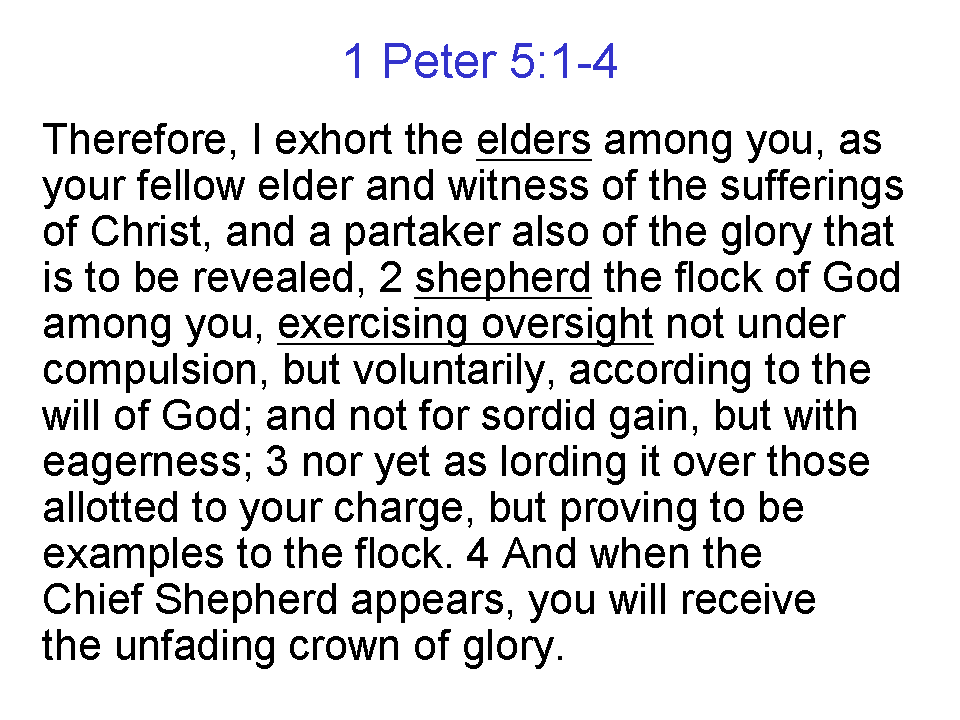 1 Peter 5:1-4
Therefore, I exhort the elders among you, as
your fellow elder and witness of the sufferings
of Christ, and a partaker also of the glory that
is to be revealed, 2 shepherd the flock of God
among you, exercising oversight not under
compulsion, but voluntarily, according to the
will of God; and not for sordid gain, but with
eagerness; 3 nor yet as lording it over those
allotted to your charge, but proving to be
examples to the flock. 4 And when the
Chief Shepherd appears, you will receive
the unfading crown of glory.